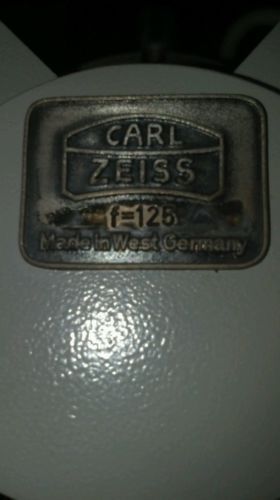 CARL
ZEISS
f=125
Made in West Germany